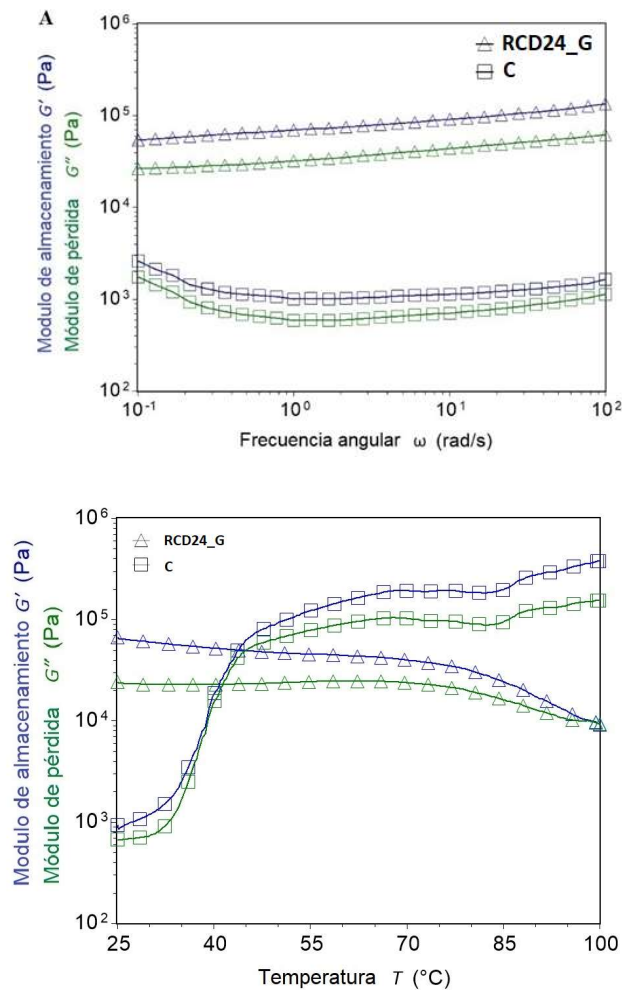 A
RCD24_G
C
Modulo de almacenamiento G′ (Pa)
Módulo de pérdida G″ (Pa)
10⁶
10⁵
10⁴
10³
10²
10⁻¹ 10⁰ 10¹ 10²
Frecuencia angular ω (rad/s)
RCD24_G
C
Modulo de almacenamiento G′ (Pa)
Módulo de pérdida G″ (Pa)
10⁶
10⁵
10⁴
10³
10²
25 40 55 70 85 100
Temperatura T (°C)